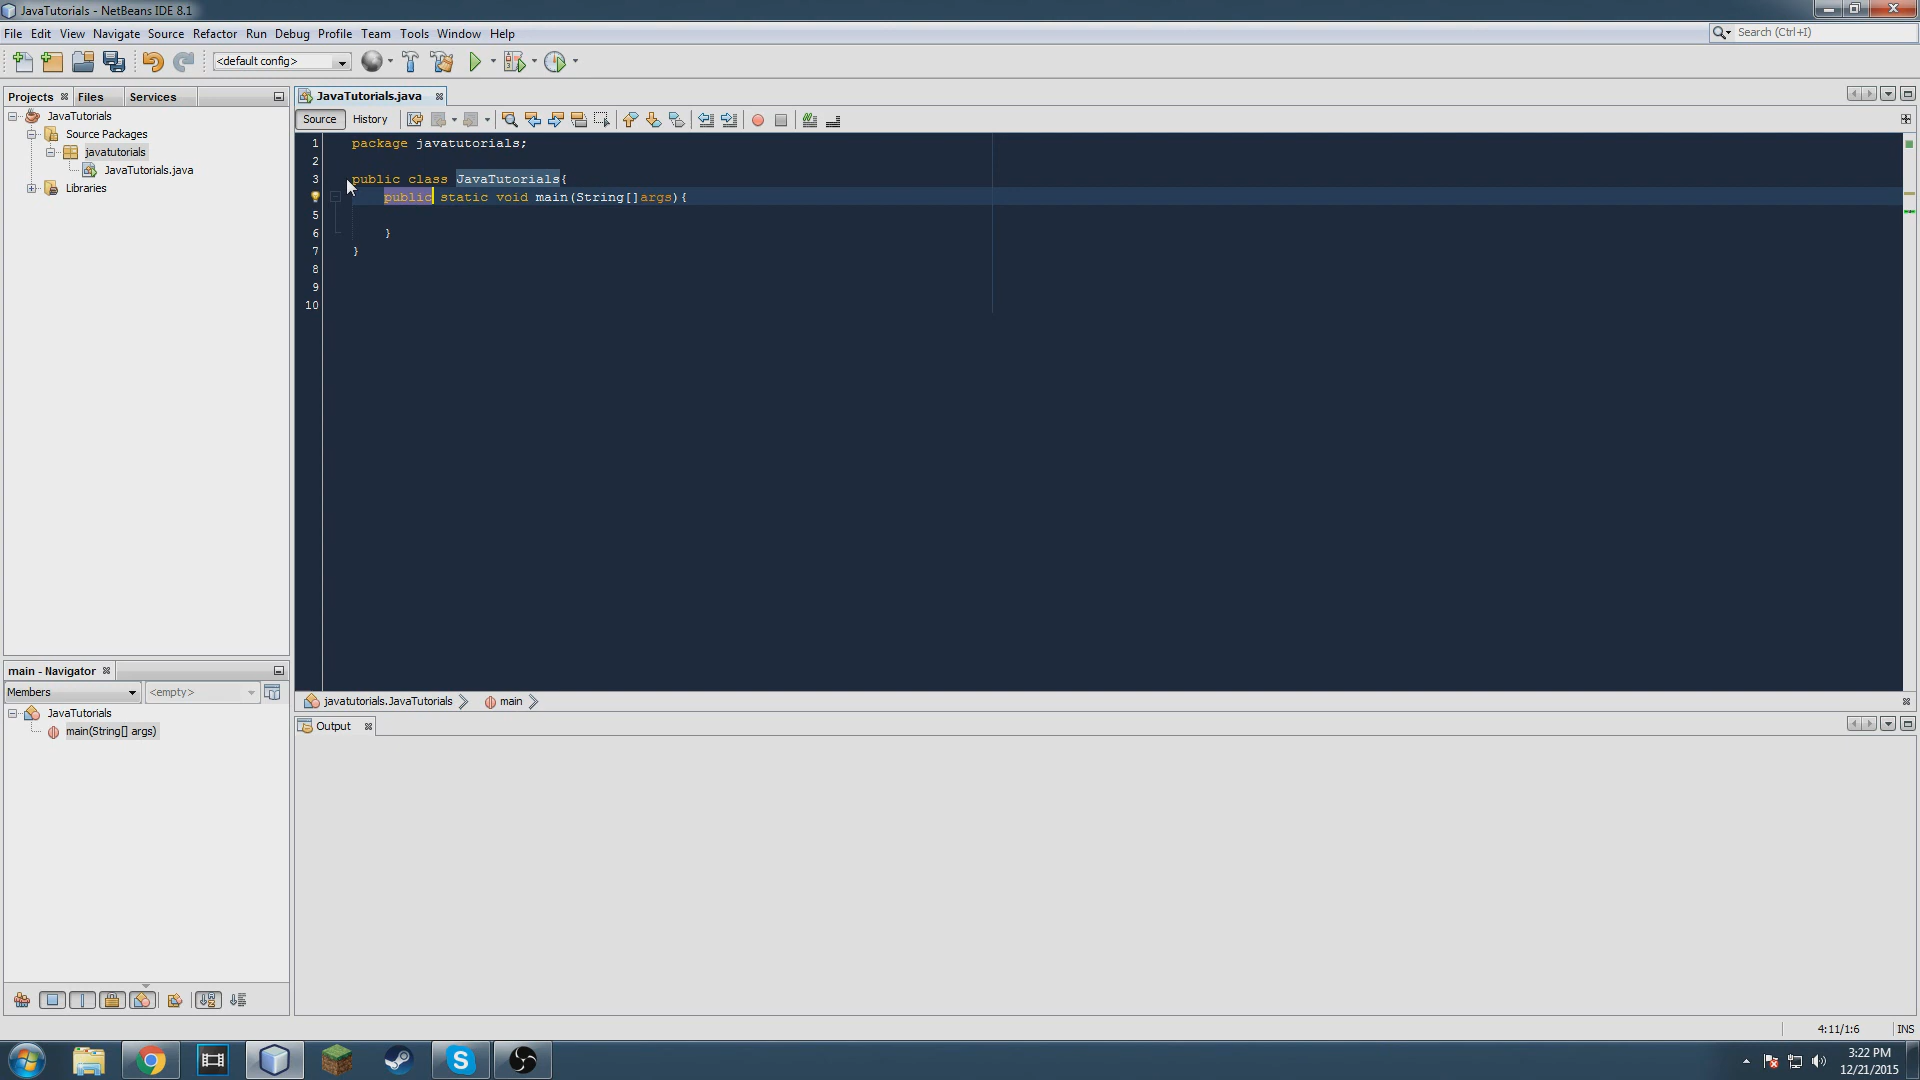 JavaTutorials - NetBeans IDE 8.1
File Edit View Navigate Source Refactor Run Debug Profile Team Tools Window Help
Search (Ctrl+I)
<default config>
Projects Files Services
JavaTutorials
Source Packages
javatutorials
JavaTutorials.java
Libraries
JavaTutorials.java
Source History
1 package javatutorials;
2
3 public class JavaTutorials{
public static void main(String[]args){
5
6 }
7 }
8
9
10
main - Navigator
Members <empty>
JavaTutorials
main(String[] args)
javatutorials.JavaTutorials main
Output
4:11/1:6 INS
3:22 PM
12/21/2015